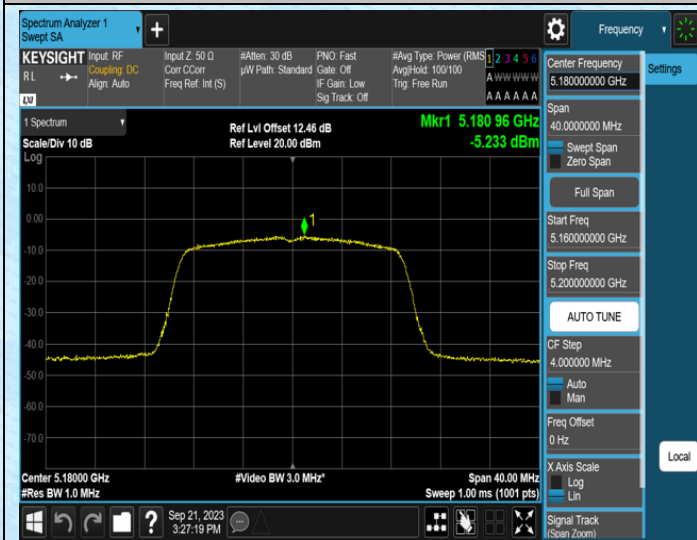 Spectrum Analyzer 1
Swept SA
+
Frequency
KEYSIGHT
R L
LXI
Input: RF
Coupling: DC
Align: Auto
Input Z: 50 Ω
Corr CCorr
Freq Ref: Int (S)
#Atten: 30 dB
µW Path: Standard
PNO: Fast
Gate: Off
IF Gain: Low
Sig Track: Off
#Avg Type: Power (RMS
Avg|Hold: 100/100
Trig: Free Run
1 2 3 4 5 6
A W W W W W
A A A A A A
1 Spectrum
Scale/Div 10 dB
Log
Ref Lvl Offset 12.46 dB
Ref Level 20.00 dBm
Mkr1 5.180 96 GHz
-5.233 dBm
10.0
0.00
-10.0
-20.0
-30.0
-40.0
-50.0
-60.0
-70.0
1
Center 5.18000 GHz
#Res BW 1.0 MHz
#Video BW 3.0 MHz*
Span 40.00 MHz
Sweep 1.00 ms (1001 pts)
?
Sep 21, 2023
3:27:19 PM
Center Frequency
5.180000000 GHz
Settings
Span
40.0000000 MHz
Swept Span
Zero Span
Full Span
Start Freq
5.160000000 GHz
Stop Freq
5.200000000 GHz
AUTO TUNE
CF Step
4.000000 MHz
Auto
Man
Freq Offset
0 Hz
X Axis Scale
Log
Lin
Local
Signal Track
(Span Zoom)